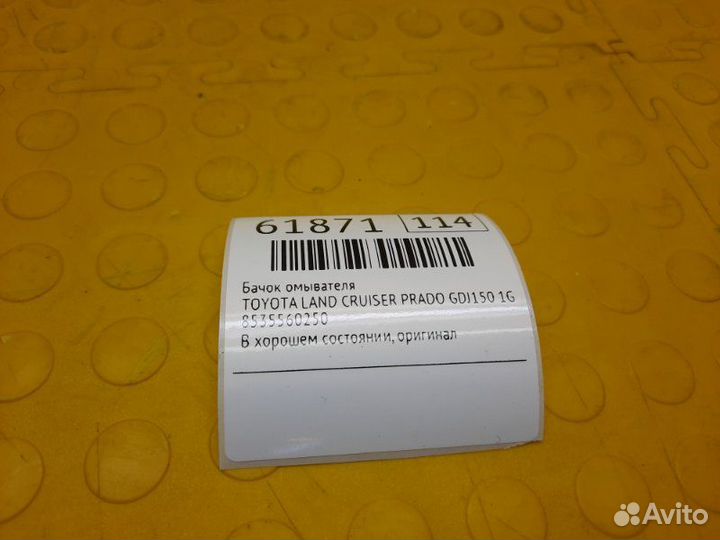 61871 114
Бачок омывателя
TOYOTA LAND CRUISER PRADO GDJ150 1G
8535560250
В хорошем состоянии, оригинал
Avito